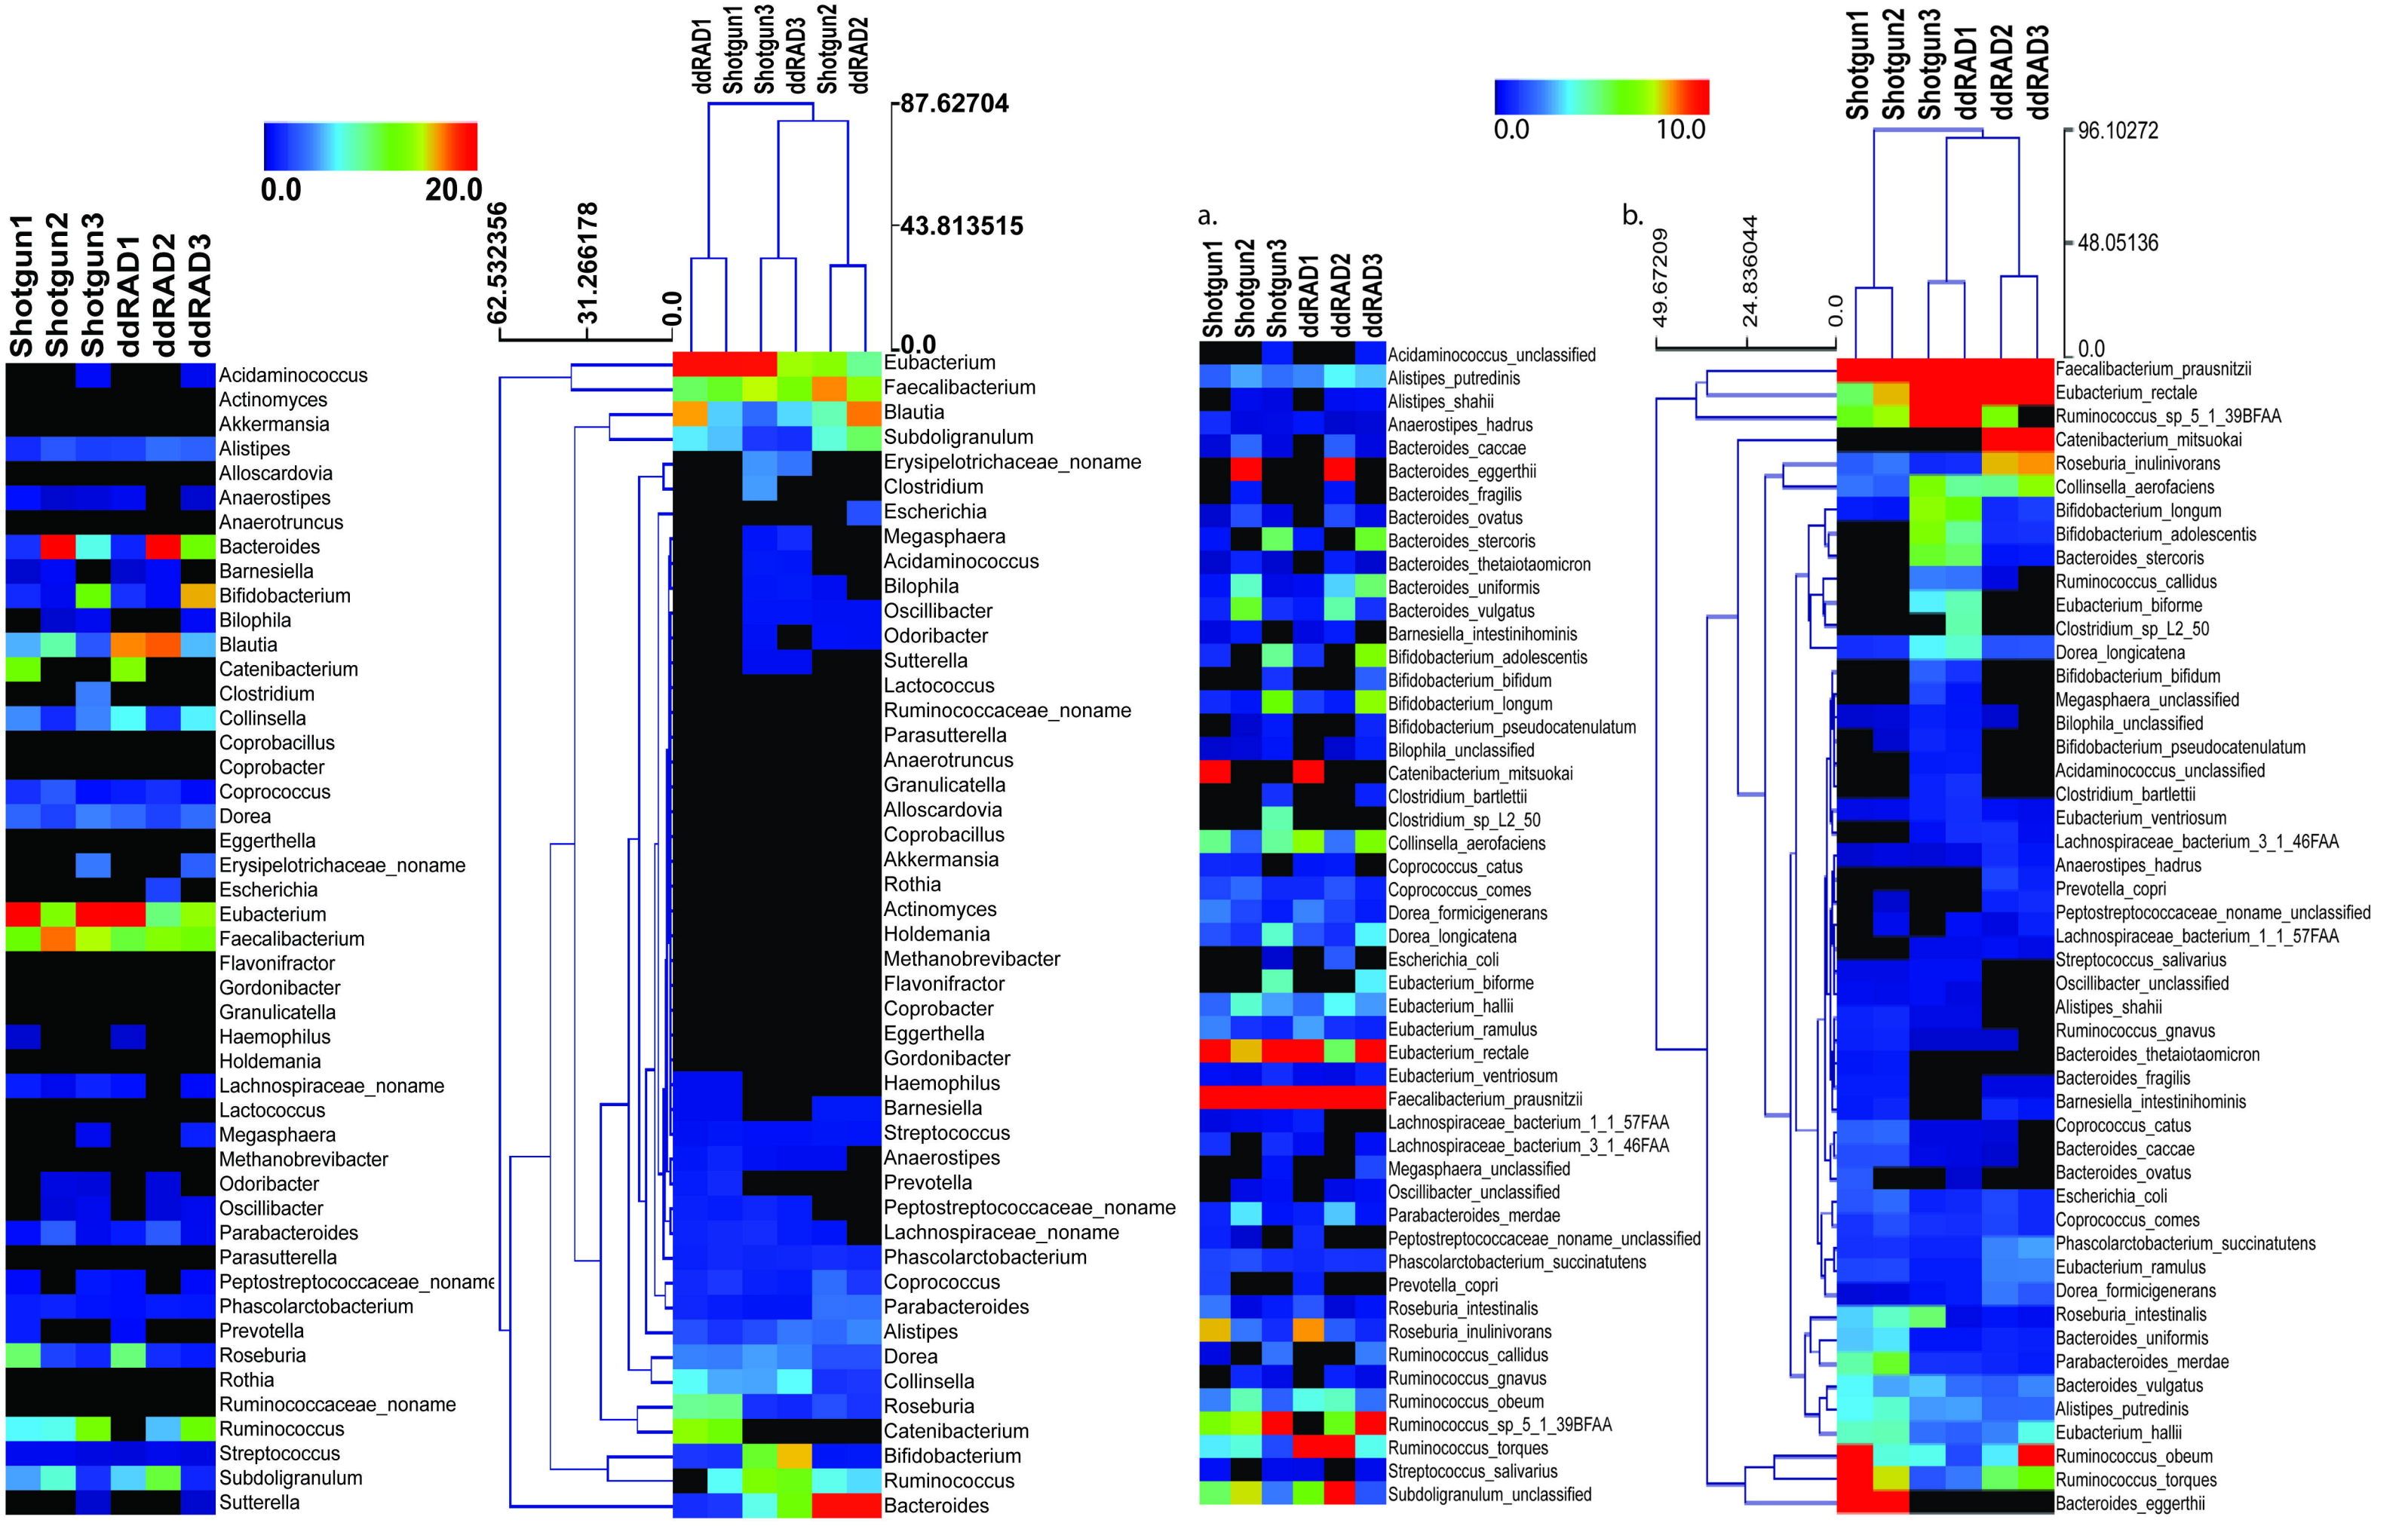 0.0 20.0
Shotgun1
Shotgun2
Shotgun3
ddRAD1
ddRAD2
ddRAD3
Acidaminococcus
Actinomyces
Akkermansia
Alistipes
Alloscardovia
Anaerostipes
Anaerotruncus
Bacteroides
Barnesiella
Bifidobacterium
Bilophila
Blautia
Catenibacterium
Clostridium
Collinsella
Coprobacillus
Coprobacter
Coprococcus
Dorea
Eggerthella
Erysipelotrichaceae_noname
Escherichia
Eubacterium
Faecalibacterium
Flavonifractor
Gordonibacter
Granulicatella
Haemophilus
Holdemania
Lachnospiraceae_noname
Lactococcus
Megasphaera
Methanobrevibacter
Odoribacter
Oscillibacter
Parabacteroides
Parasutterella
Peptostreptococcaceae_noname
Phascolarctobacterium
Prevotella
Roseburia
Rothia
Ruminococcaceae_noname
Ruminococcus
Streptococcus
Subdoligranulum
Sutterella
62.532356
31.266178
0.0
ddRAD1
Shotgun1
Shotgun3
ddRAD3
Shotgun2
ddRAD2
87.62704
43.813515
0.0
Eubacterium
Faecalibacterium
Blautia
Subdoligranulum
Erysipelotrichaceae_noname
Clostridium
Escherichia
Megasphaera
Acidaminococcus
Bilophila
Oscillibacter
Odoribacter
Sutterella
Lactococcus
Ruminococcaceae_noname
Parasutterella
Anaerotruncus
Granulicatella
Alloscardovia
Coprobacillus
Akkermansia
Rothia
Actinomyces
Holdemania
Methanobrevibacter
Flavonifractor
Coprobacter
Eggerthella
Gordonibacter
Haemophilus
Barnesiella
Streptococcus
Anaerostipes
Prevotella
Peptostreptococcaceae_noname
Lachnospiraceae_noname
Phascolarctobacterium
Coprococcus
Parabacteroides
Alistipes
Dorea
Collinsella
Roseburia
Catenibacterium
Bifidobacterium
Ruminococcus
Bacteroides
0.0 10.0
a.
Shotgun1
Shotgun2
Shotgun3
ddRAD1
ddRAD2
ddRAD3
Acidaminococcus_unclassified
Alistipes_putredinis
Alistipes_shahii
Anaerostipes_hadrus
Bacteroides_caccae
Bacteroides_eggerthii
Bacteroides_fragilis
Bacteroides_ovatus
Bacteroides_stercoris
Bacteroides_thetaiotaomicron
Bacteroides_uniformis
Bacteroides_vulgatus
Barnesiella_intestinihominis
Bifidobacterium_adolescentis
Bifidobacterium_bifidum
Bifidobacterium_longum
Bifidobacterium_pseudocatenulatum
Bilophila_unclassified
Catenibacterium_mitsuokai
Clostridium_bartlettii
Clostridium_sp_L2_50
Collinsella_aerofaciens
Coprococcus_catus
Coprococcus_comes
Dorea_formicigenerans
Dorea_longicatena
Escherichia_coli
Eubacterium_biforme
Eubacterium_hallii
Eubacterium_ramulus
Eubacterium_rectale
Eubacterium_ventriosum
Faecalibacterium_prausnitzii
Lachnospiraceae_bacterium_1_1_57FAA
Lachnospiraceae_bacterium_3_1_46FAA
Megasphaera_unclassified
Oscillibacter_unclassified
Parabacteroides_merdae
Peptostreptococcaceae_noname_unclassified
Phascolarctobacterium_succinatutens
Prevotella_copri
Roseburia_intestinalis
Roseburia_inulinivorans
Ruminococcus_callidus
Ruminococcus_gnavus
Ruminococcus_obeum
Ruminococcus_sp_5_1_39BFAA
Ruminococcus_torques
Streptococcus_salivarius
Subdoligranulum_unclassified
b.
49.67209
24.836044
0.0
Shotgun1
Shotgun2
Shotgun3
ddRAD1
ddRAD2
ddRAD3
96.10272
48.05136
0.0
Faecalibacterium_prausnitzii
Eubacterium_rectale
Ruminococcus_sp_5_1_39BFAA
Catenibacterium_mitsuokai
Roseburia_inulinivorans
Collinsella_aerofaciens
Bifidobacterium_longum
Bifidobacterium_adolescentis
Bacteroides_stercoris
Ruminococcus_callidus
Eubacterium_biforme
Clostridium_sp_L2_50
Dorea_longicatena
Bifidobacterium_bifidum
Megasphaera_unclassified
Bilophila_unclassified
Bifidobacterium_pseudocatenulatum
Acidaminococcus_unclassified
Clostridium_bartlettii
Eubacterium_ventriosum
Lachnospiraceae_bacterium_3_1_46FAA
Anaerostipes_hadrus
Prevotella_copri
Peptostreptococcaceae_noname_unclassified
Lachnospiraceae_bacterium_1_1_57FAA
Streptococcus_salivarius
Oscillibacter_unclassified
Alistipes_shahii
Ruminococcus_gnavus
Bacteroides_thetaiotaomicron
Bacteroides_fragilis
Barnesiella_intestinihominis
Coprococcus_catus
Bacteroides_caccae
Bacteroides_ovatus
Escherichia_coli
Coprococcus_comes
Phascolarctobacterium_succinatutens
Eubacterium_ramulus
Dorea_formicigenerans
Roseburia_intestinalis
Bacteroides_uniformis
Parabacteroides_merdae
Bacteroides_vulgatus
Alistipes_putredinis
Eubacterium_hallii
Ruminococcus_obeum
Ruminococcus_torques
Bacteroides_eggerthii